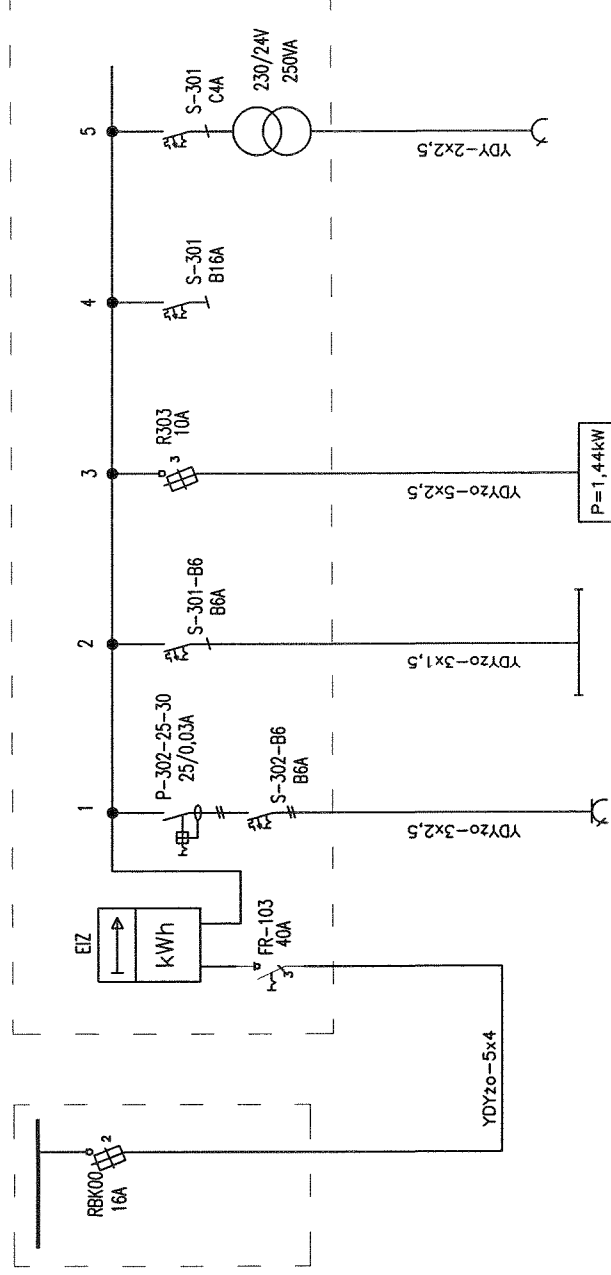 RBK00
16A
2
YDYżo-5x4
EIZ
kWh
FR-103
40A
3
1
P-302-25-30
25/0,03A
S-302-B6
B6A
YDYżo-3x2,5
2
S-301-B6
B6A
YDYżo-3x1,5
3
R303
10A
3
YDYżo-5x2,5
P=1,44kW
4
S-301
B16A
5
S-301
C4A
230/24V
250VA
YDY-2x2,5